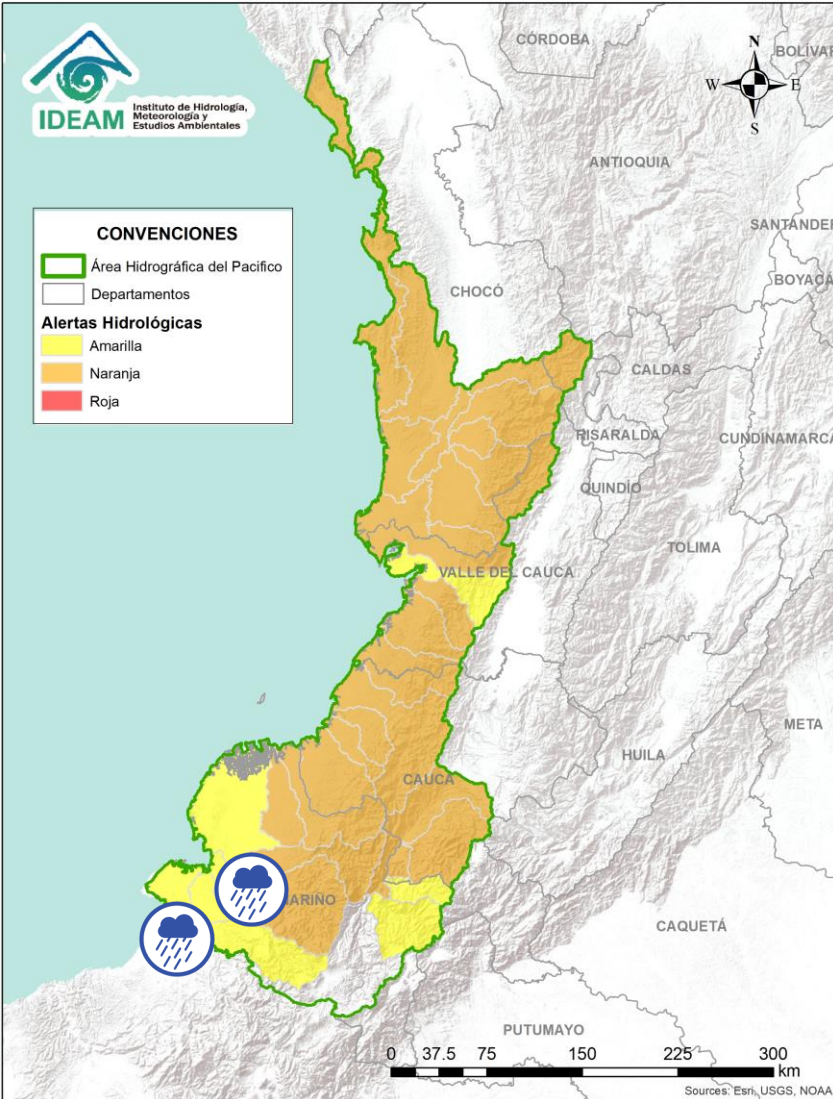 IDEAM
Instituto de Hidrología,
Meteorología y
Estudios Ambientales
CÓRDOBA
BOLÍVAR
N
W
E
S
ANTIOQUIA
SANTANDER
BOYACÁ
CONVENCIONES
Área Hidrográfica del Pacifico
Departamentos
Alertas Hidrológicas
Amarilla
Naranja
Roja
CHOCÓ
CALDAS
RISARALDA
CUNDINAMARCA
QUINDÍO
TOLIMA
VALLE DEL CAUCA
META
HUILA
CAUCA
ARIÑO
CAQUETÁ
PUTUMAYO
0 37.5 75 150 225 300
km
Sources: Esri, USGS, NOAA